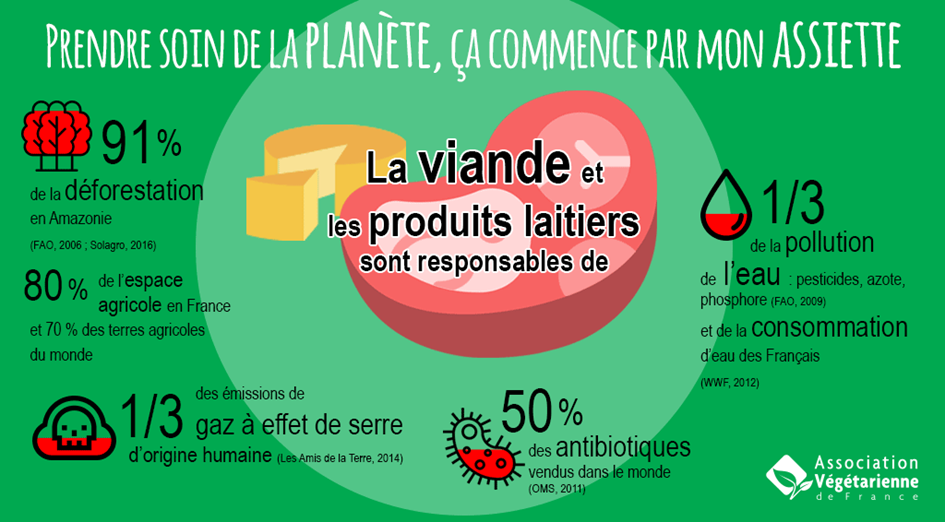 PRENDRE SOIN DE LA PLANÈTE, ÇA COMMENCE PAR MON ASSIETTE
La viande et
les produits laitiers
sont responsables de
91 %
de la déforestation
en Amazonie
(FAO, 2006 ; Solagro, 2016)
80 % de l'espace
agricole en France
et 70 % des terres agricoles
du monde
1/3
de la pollution
de l'eau : pesticides, azote,
phosphore (FAO, 2009)
et de la consommation
d'eau des Français
(WWF, 2012)
1/3 des émissions de
gaz à effet de serre
d'origine humaine (Les Amis de la Terre, 2014)
50 %
des antibiotiques
vendus dans le monde
(OMS, 2011)
Association
Végétarienne
de France